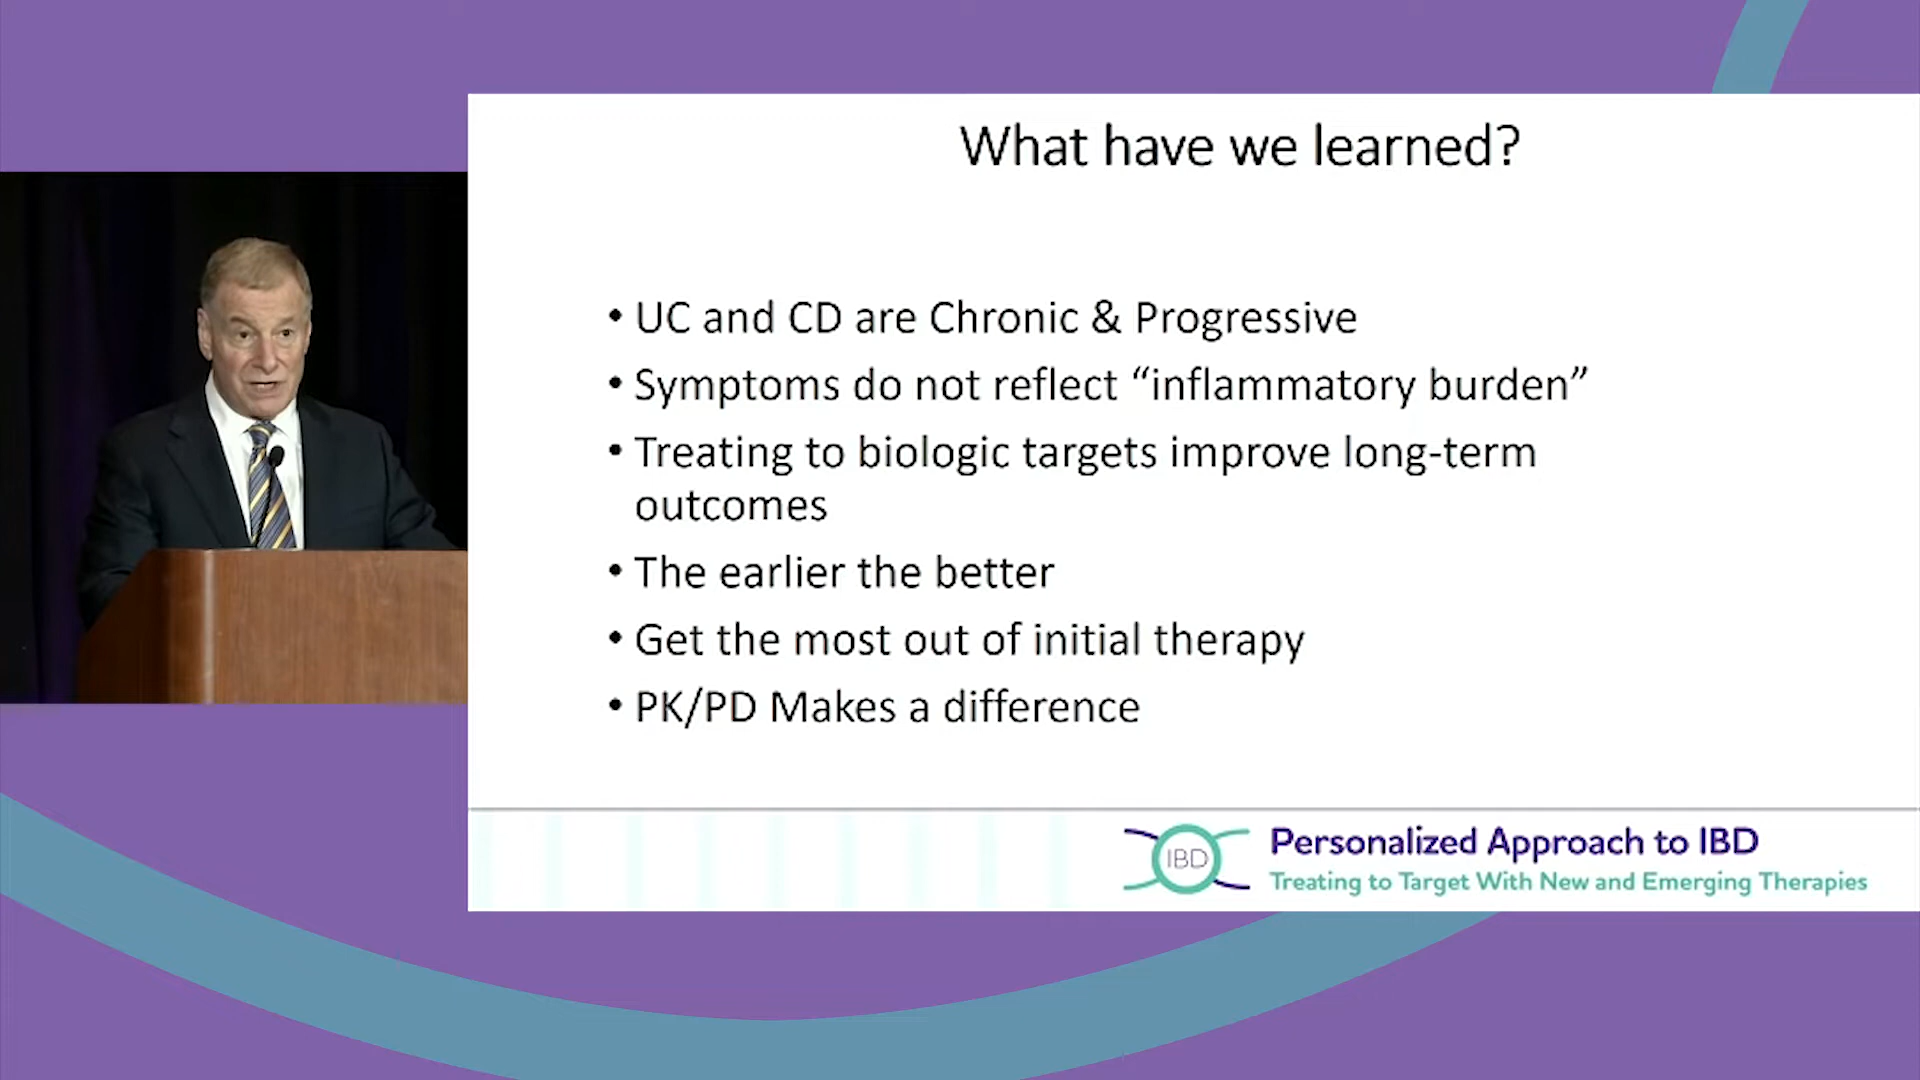 What have we learned?
• UC and CD are Chronic & Progressive
• Symptoms do not reflect “inflammatory burden”
• Treating to biologic targets improve long-term
outcomes
• The earlier the better
• Get the most out of initial therapy
• PK/PD Makes a difference
IBD
Personalized Approach to IBD
Treating to Target With New and Emerging Therapies